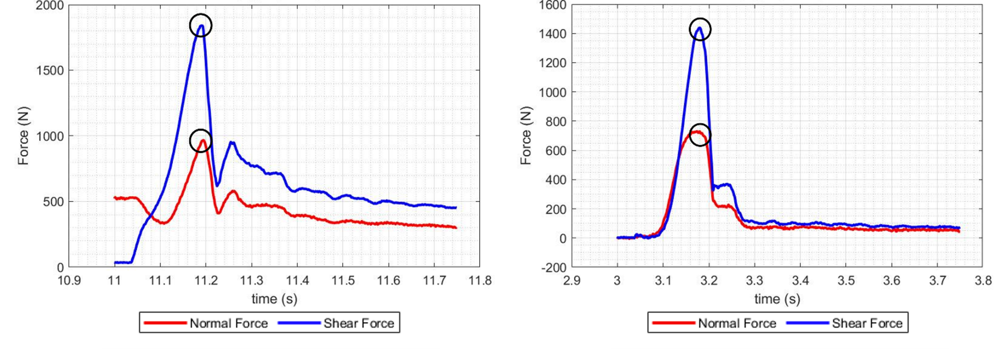 2000
1500
1000
500
0
Force (N)
10.9 11 11.1 11.2 11.3 11.4 11.5 11.6 11.7 11.8
time (s)
Normal Force Shear Force
1600
1400
1200
1000
800
600
400
200
0
-200
Force (N)
2.9 3 3.1 3.2 3.3 3.4 3.5 3.6 3.7 3.8
time (s)
Normal Force Shear Force